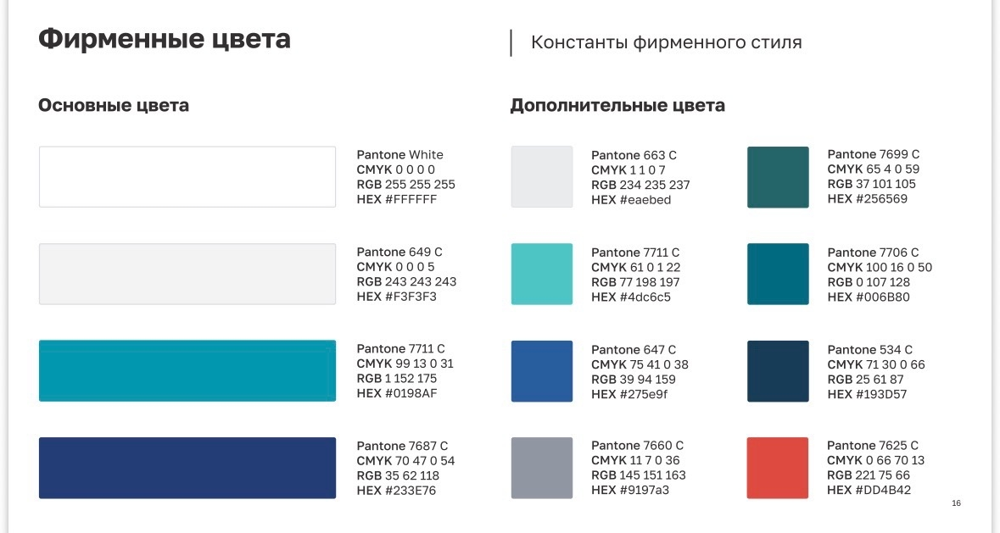 Фирменные цвета
Константы фирменного стиля
Основные цвета
Pantone White
CMYK 0 0 0 0
RGB 255 255 255
HEX #FFFFFF
Pantone 649 C
CMYK 0 0 0 5
RGB 243 243 243
HEX #F3F3F3
Pantone 7711 C
CMYK 99 13 0 31
RGB 1 152 175
HEX #0198AF
Pantone 7687 C
CMYK 70 47 0 54
RGB 35 62 118
HEX #233E76
Дополнительные цвета
Pantone 663 C
CMYK 1 1 0 7
RGB 234 235 237
HEX #eaebed
Pantone 7711 C
CMYK 61 0 1 22
RGB 77 198 197
HEX #4dc6c5
Pantone 647 C
CMYK 75 41 0 38
RGB 39 94 159
HEX #275e9f
Pantone 7660 C
CMYK 11 7 0 36
RGB 145 151 163
HEX #9197a3
Pantone 7699 C
CMYK 65 4 0 59
RGB 37 101 105
HEX #256569
Pantone 7706 C
CMYK 100 16 0 50
RGB 0 107 128
HEX #006B80
Pantone 534 C
CMYK 71 30 0 66
RGB 25 61 87
HEX #193D57
Pantone 7625 C
CMYK 0 66 70 13
RGB 221 75 66
HEX #DD4B42
16